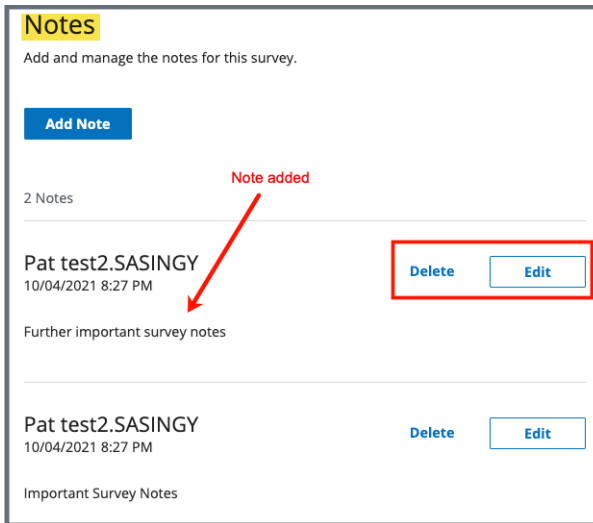 Notes
Add and manage the notes for this survey.
Add Note
Note added
2 Notes
Pat test2.SASINGY
Delete
Edit
10/04/2021 8:27 PM
Further important survey notes
Pat test2.SASINGY
Delete
Edit
10/04/2021 8:27 PM
Important Survey Notes